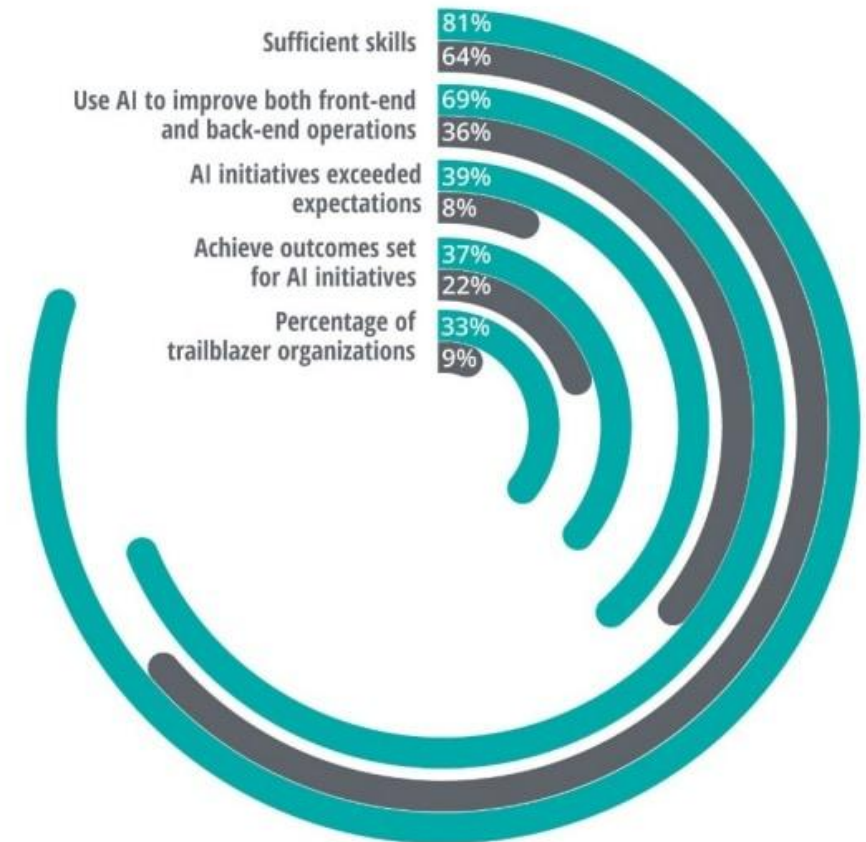 Sufficient skills
81%
64%
Use AI to improve both front-end
and back-end operations
69%
36%
AI initiatives exceeded
expectations
39%
8%
Achieve outcomes set
for AI initiatives
37%
22%
Percentage of
trailblazer organizations
33%
9%